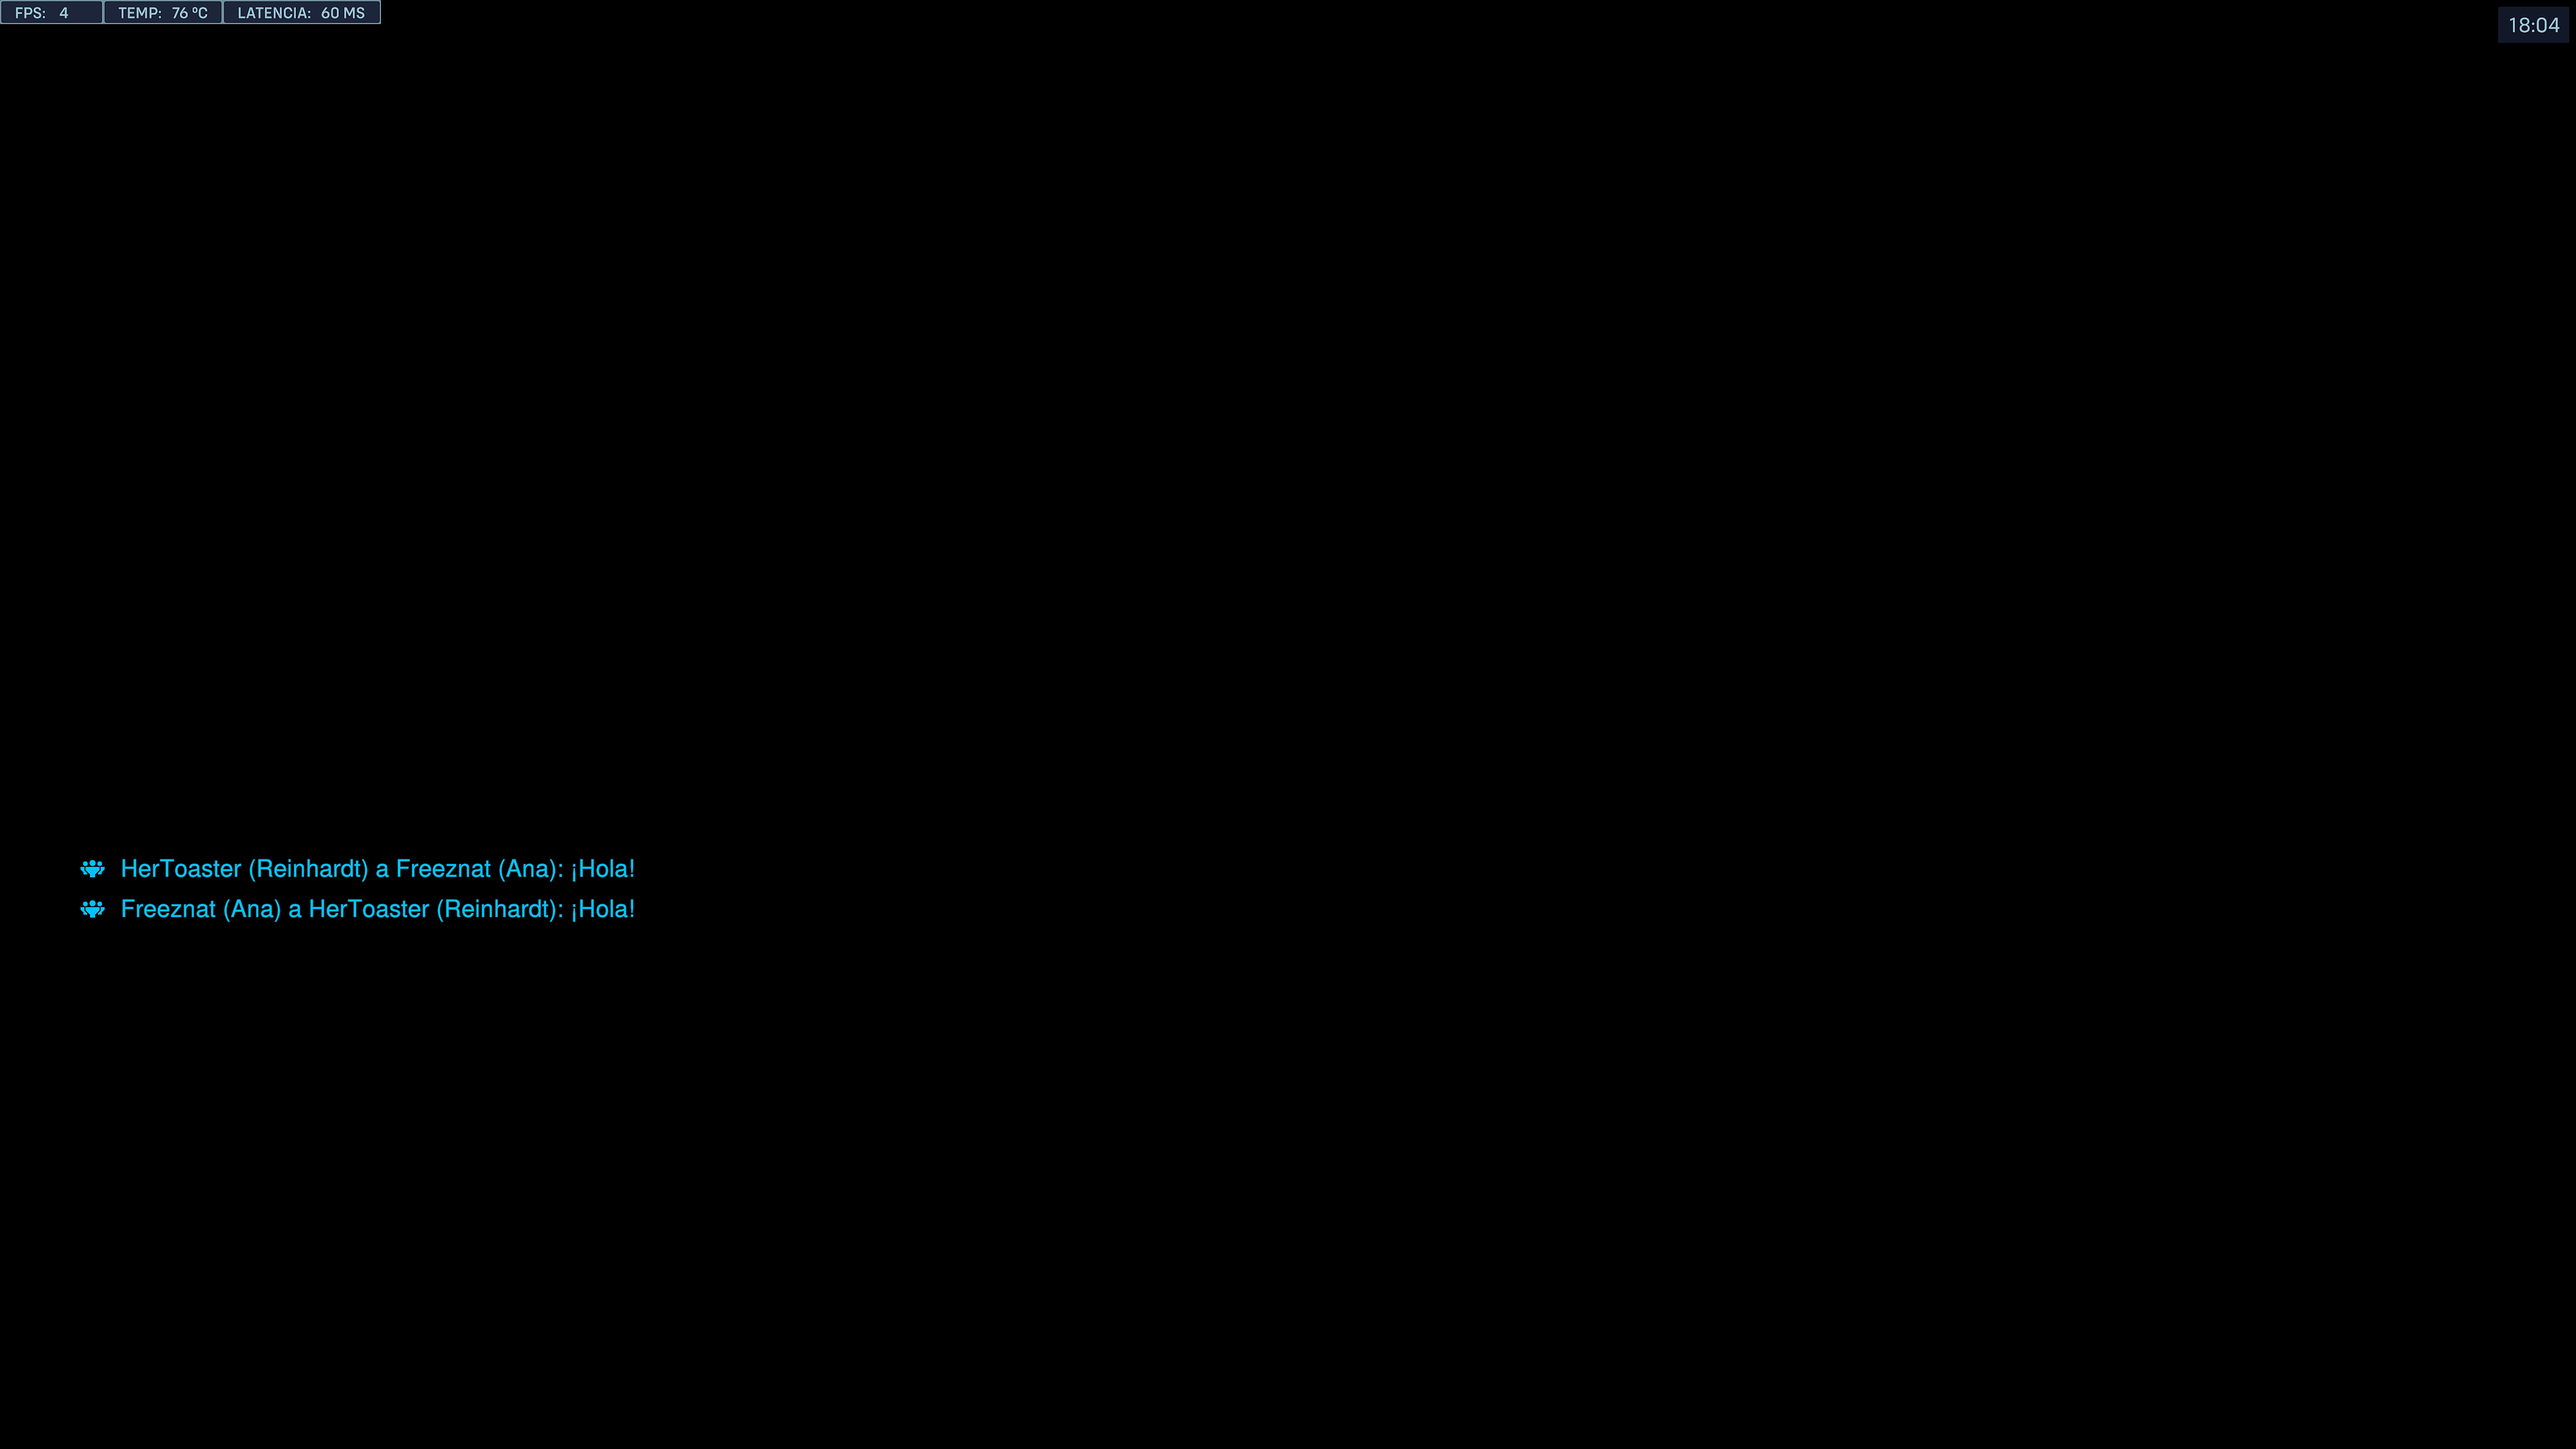 FPS: 4 TEMP: 76 ºC LATENCIA: 60 MS
18:04
HerToaster (Reinhardt) a Freeznat (Ana): ¡Hola!
Freeznat (Ana) a HerToaster (Reinhardt): ¡Hola!